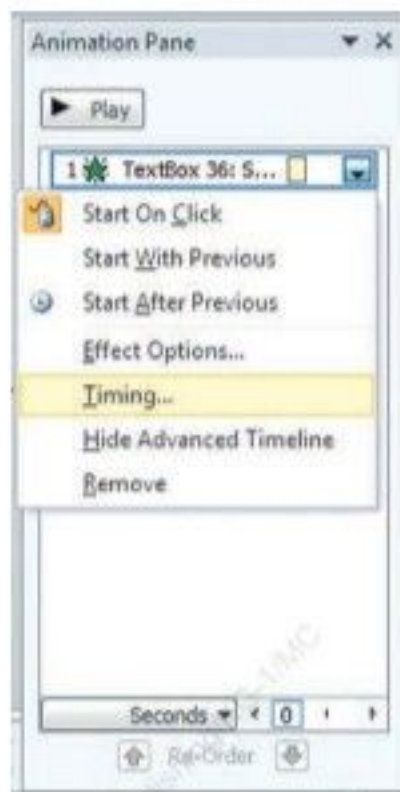 Animation Pane
Play
1 TextBox 36: S...
Start On Click
Start With Previous
Start After Previous
Effect Options...
Timing...
Hide Advanced Timeline
Remove
Seconds 0
Re-Order